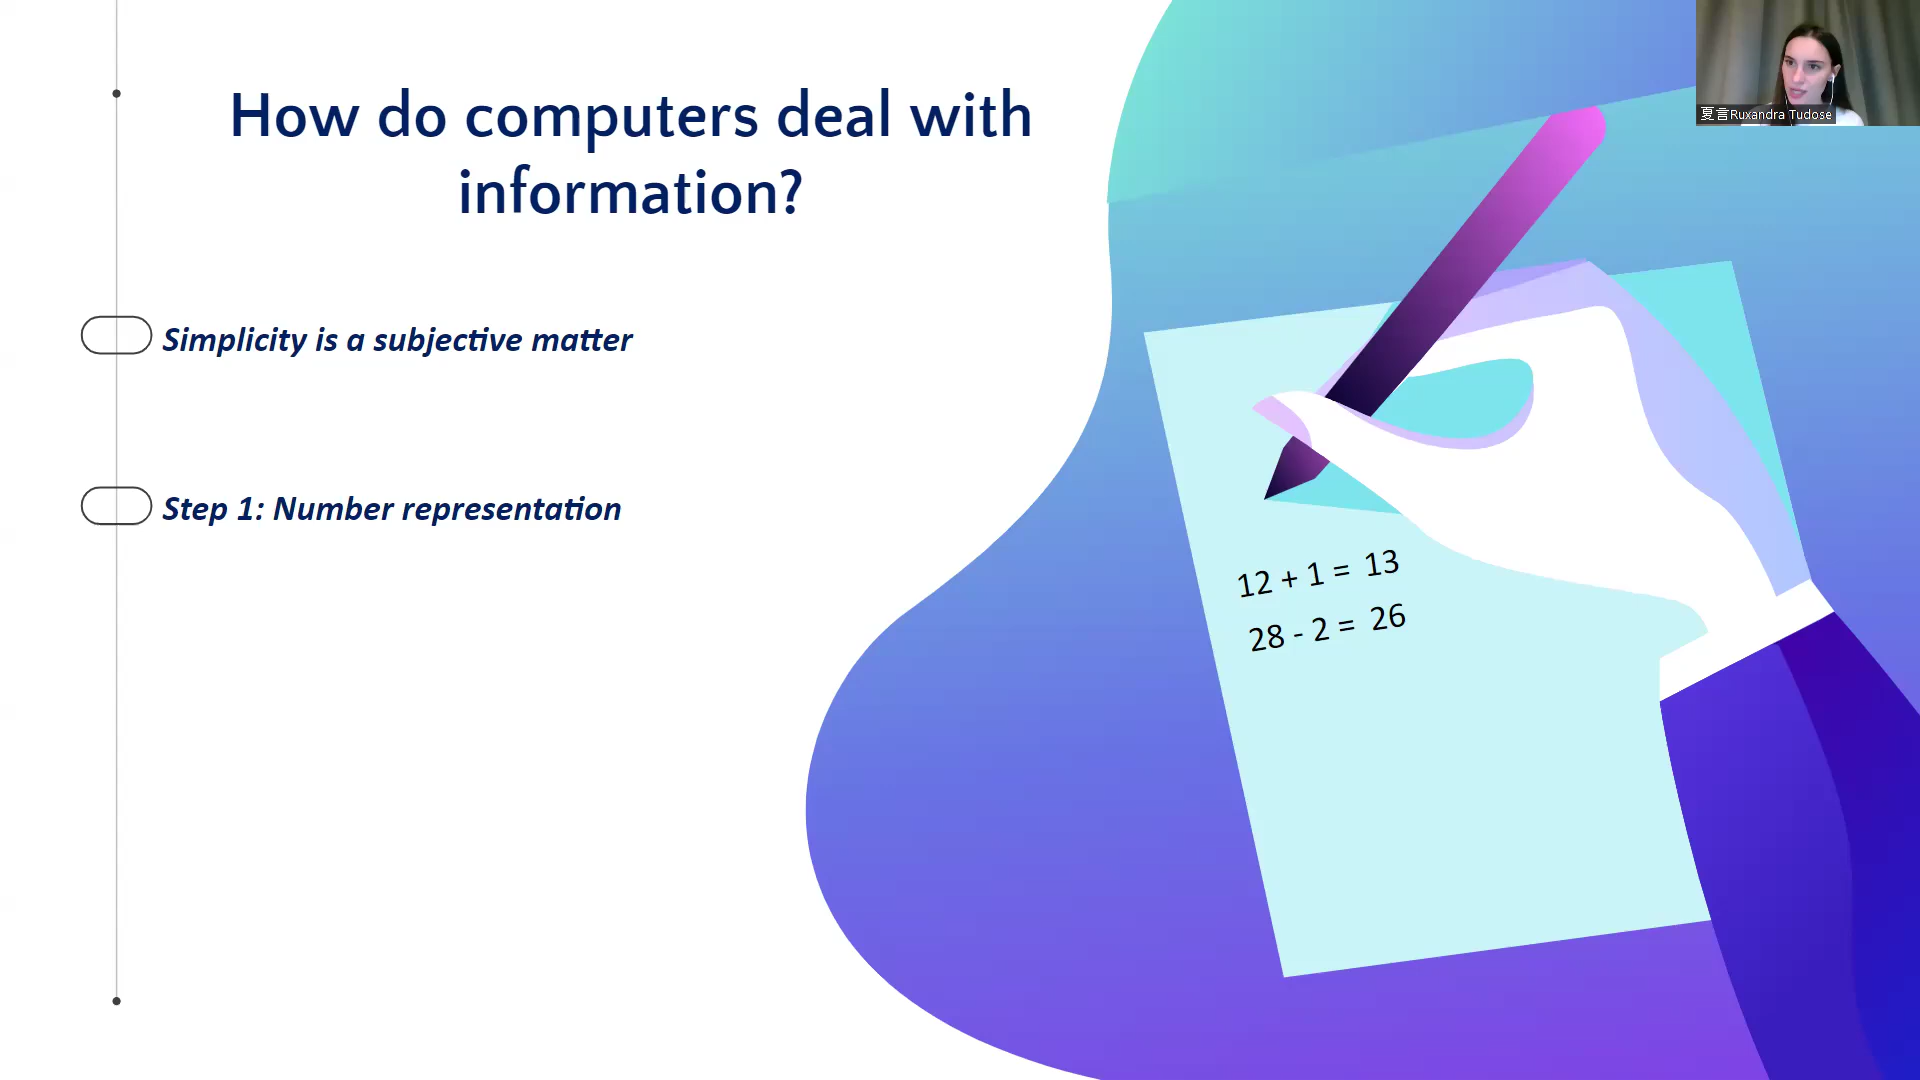 How do computers deal with
information?
Simplicity is a subjective matter
Step 1: Number representation
12 + 1 = 13
28 - 2 = 26
夏言Ruxandra Tudose